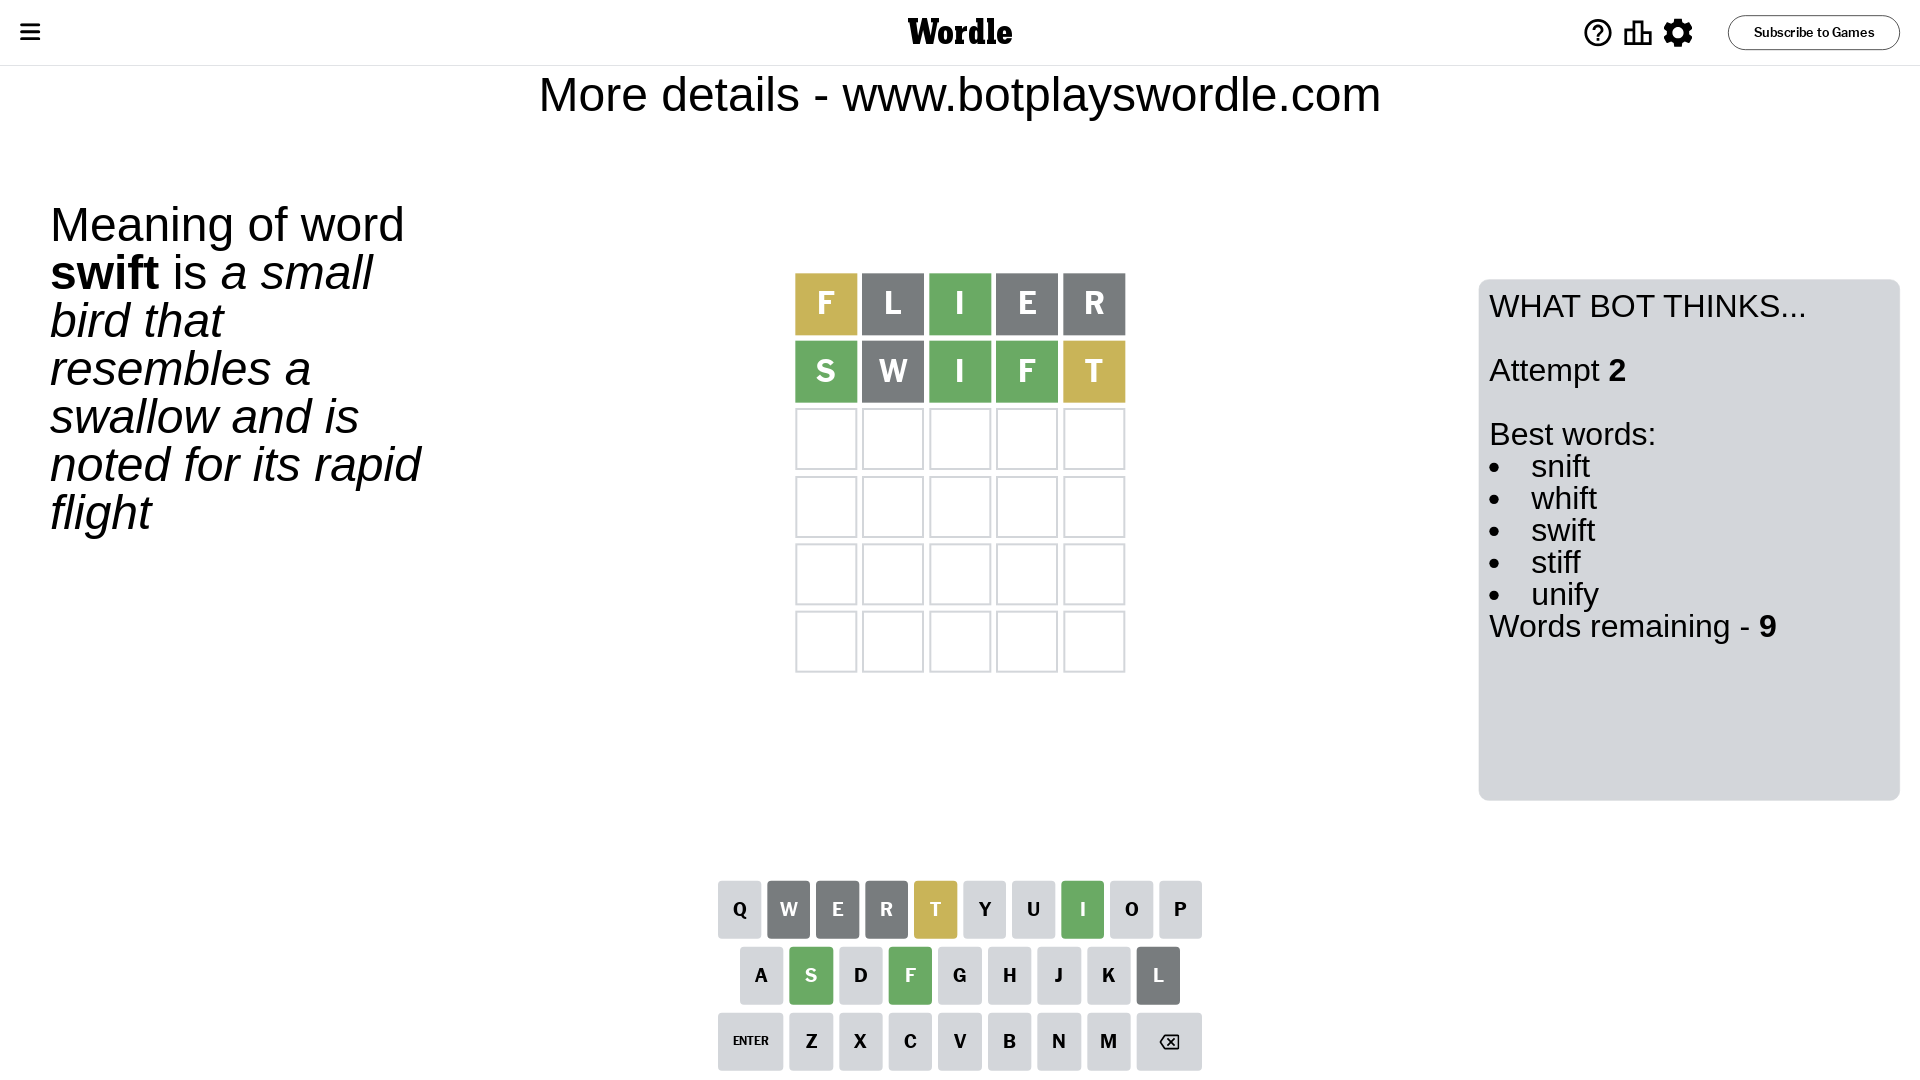 Wordle
Subscribe to Games
More details - www.botplayswordle.com
Meaning of word
swift is a small
bird that
resembles a
swallow and is
noted for its rapid
flight
F L I E R
S W I F T
WHAT BOT THINKS...
Attempt 2
Best words:
• snift
• whift
• swift
• stiff
• unify
Words remaining - 9
Q W E R T Y U I O P
A S D F G H J K L
ENTER Z X C V B N M